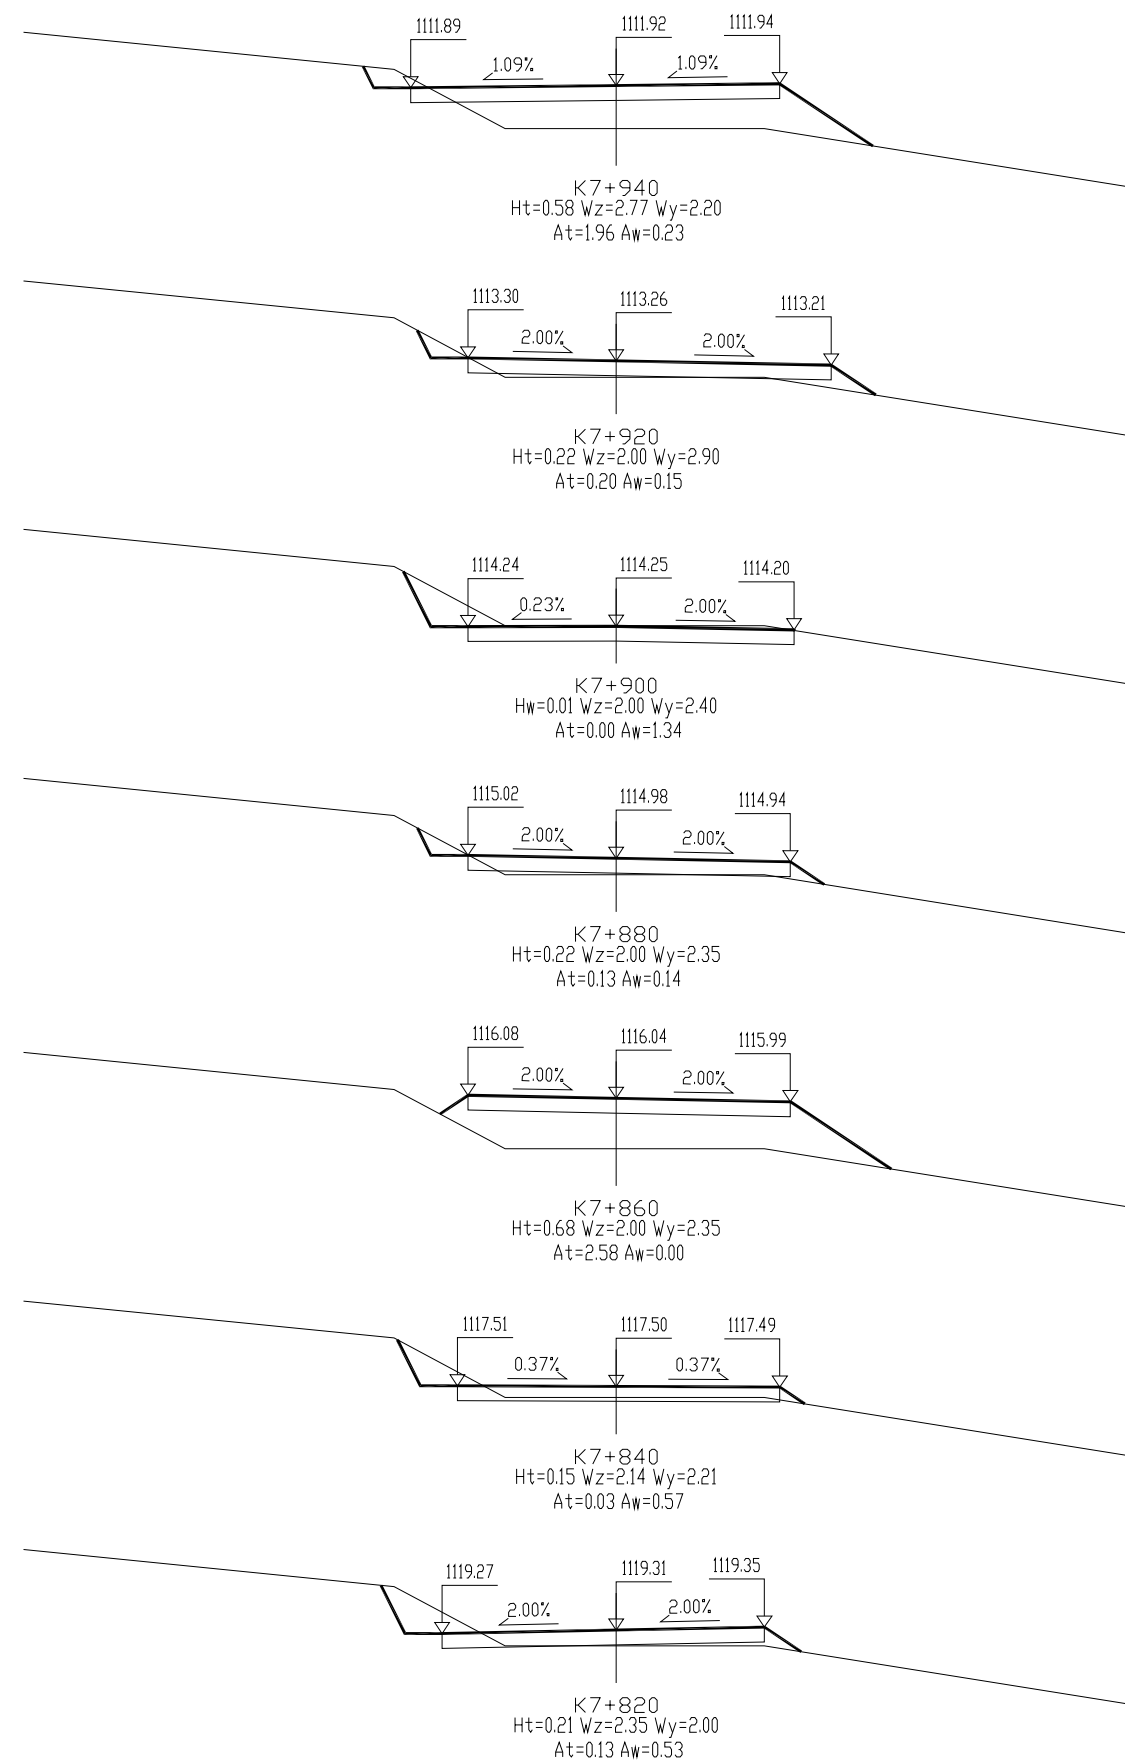 1111.89 1111.92 1111.94
1.09% 1.09%
K7+940
Ht=0.58 Wz=2.77 Wy=2.20
At=1.96 Aw=0.23
1113.30 1113.26 1113.21
2.00% 2.00%
K7+920
Ht=0.22 Wz=2.00 Wy=2.90
At=0.20 Aw=0.15
1114.24 1114.25 1114.20
0.23% 2.00%
K7+900
Hw=0.01 Wz=2.00 Wy=2.40
At=0.00 Aw=1.34
1115.02 1114.98 1114.94
2.00% 2.00%
K7+880
Ht=0.22 Wz=2.00 Wy=2.35
At=0.13 Aw=0.14
1116.08 1116.04 1115.99
2.00% 2.00%
K7+860
Ht=0.68 Wz=2.00 Wy=2.35
At=2.58 Aw=0.00
1117.51 1117.50 1117.49
0.37% 0.37%
K7+840
Ht=0.15 Wz=2.14 Wy=2.21
At=0.03 Aw=0.57
1119.27 1119.31 1119.35
2.00% 2.00%
K7+820
Ht=0.21 Wz=2.35 Wy=2.00
At=0.13 Aw=0.53